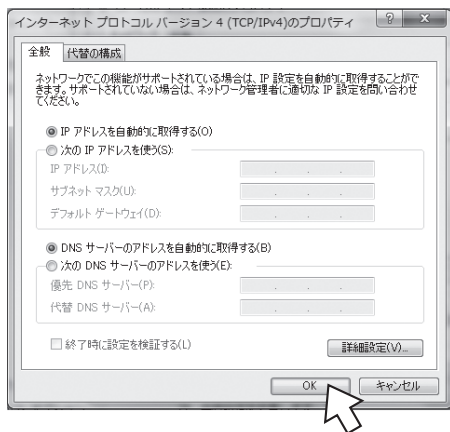 インターネット プロトコル バージョン 4 (TCP/IPv4)のプロパティ
全般 代替の構成
ネットワークでこの機能がサポートされている場合は、IP 設定を自動的に取得することがで
きます。サポートされていない場合は、ネットワーク管理者に適切な IP 設定を問い合わせ
てください。
IP アドレスを自動的に取得する(O)
次の IP アドレスを使う(S):
IP アドレス(I):
サブネット マスク(U):
デフォルト ゲートウェイ(D):
DNS サーバーのアドレスを自動的に取得する(B)
次の DNS サーバーのアドレスを使う(E):
優先 DNS サーバー(P):
代替 DNS サーバー(A):
終了時に設定を検証する(L)
詳細設定(V)...
OK キャンセル